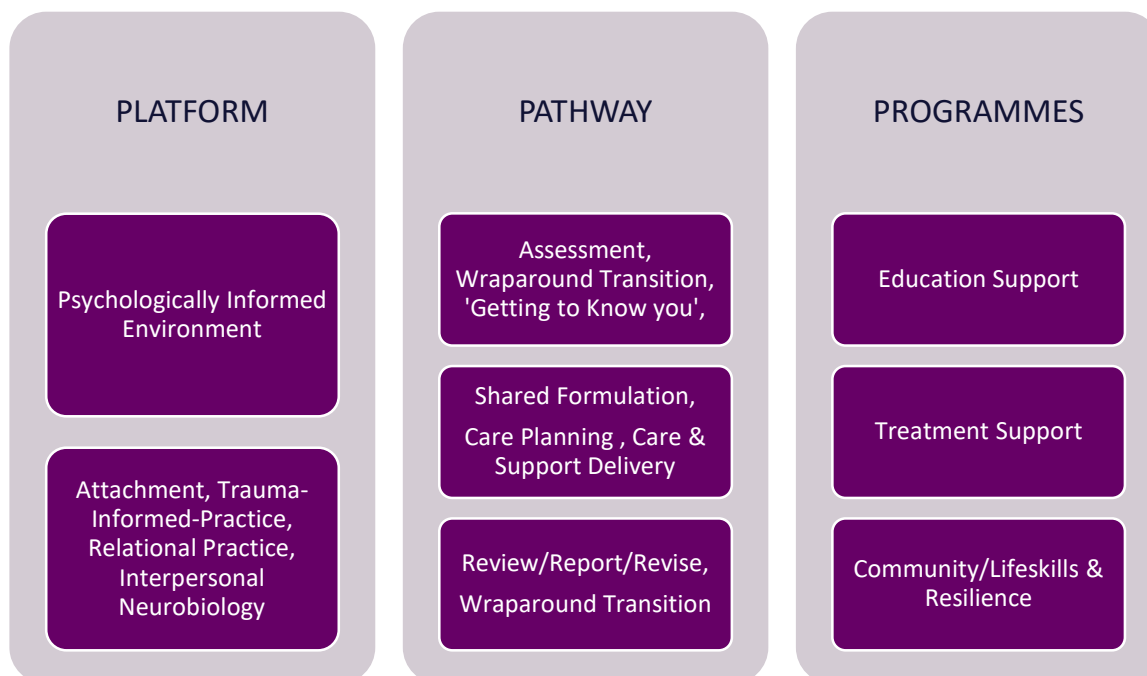 PLATFORM
Psychologically Informed
Environment
Attachment, Trauma-
Informed-Practice,
Relational Practice,
Interpersonal
Neurobiology
PATHWAY
Assessment,
Wraparound Transition,
'Getting to Know you',
Shared Formulation,
Care Planning , Care &
Support Delivery
Review/Report/Revise,
Wraparound Transition
PROGRAMMES
Education Support
Treatment Support
Community/Lifeskills &
Resilience